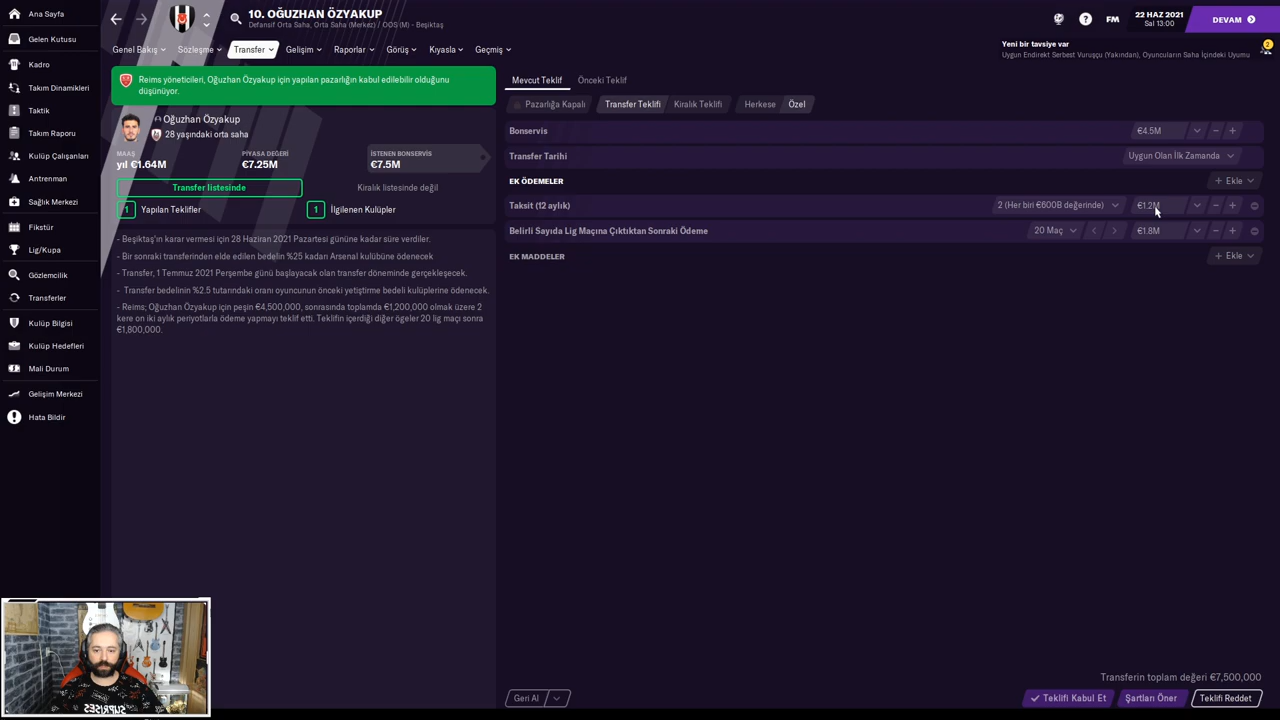 Ana Sayfa
Gelen Kutusu
Kadro
Takım Dinamikleri
Taktik
Takım Raporu
Kulüp Çalışanları
Antrenman
Sağlık Merkezi
Fikstür
Lig/Kupa
Gözlemcilik
Transferler
Kulüp Bilgisi
Kulüp Hedefleri
Mali Durum
Gelişim Merkezi
Hata Bildir
10. OĞUZHAN ÖZYAKUP
Defansif Orta Saha, Orta Saha (Merkez) / OOS (M) - Beşiktaş
FM
22 HAZ 2021
Sal 13:00
DEVAM
Genel Bakış
Sözleşme
Transfer
Gelişim
Raporlar
Görüş
Kıyasla
Geçmiş
Yeni bir tavsiye var
Uygun Endirekt Serbest Vuruşçu (Yakından), Oyuncuların Saha İçindeki Uyumu
2
Reims yöneticileri, Oğuzhan Özyakup için yapılan pazarlığın kabul edilebilir olduğunu
düşünüyor.
Oğuzhan Özyakup
28 yaşındaki orta saha
MAAŞ
yıl €1.64M
PİYASA DEĞERİ
€7.25M
İSTENEN BONSERVİS
€7.5M
Transfer listesinde
Kiralık listesinde değil
1 Yapılan Teklifler
1 İlgilenen Kulüpler
- Beşiktaş'ın karar vermesi için 28 Haziran 2021 Pazartesi gününe kadar süre verdiler.
- Bir sonraki transferinden elde edilen bedelin %25 kadarı Arsenal kulübüne ödenecek
- Transfer, 1 Temmuz 2021 Perşembe günü başlayacak olan transfer döneminde gerçekleşecek.
- Transfer bedelinin %2.5 tutarındaki oranı oyuncunun önceki yetiştirme bedeli kulüplerine ödenecek.
- Reims; Oğuzhan Özyakup için peşin €4,500,000, sonrasında toplamda €1,200,000 olmak üzere 2
kere on iki aylık periyotlarla ödeme yapmayı teklif etti. Teklifin içerdiği diğer ögeler 20 lig maçı sonra
€1,800,000.
Mevcut Teklif
Önceki Teklif
Pazarlığa Kapalı
Transfer Teklifi
Kiralık Teklifi
Herkese
Özel
Bonservis
€4.5M
Transfer Tarihi
Uygun Olan İlk Zamanda
EK ÖDEMELER
Ekle
Taksit (12 aylık)
2 (Her biri €600B değerinde)
€1.2M
Belirli Sayıda Lig Maçına Çıktıktan Sonraki Ödeme
20 Maç
€1.8M
EK MADDELER
Ekle
Transferin toplam değeri €7,500,000
Geri Al
Teklifi Kabul Et
Şartları Öner
Teklifi Reddet